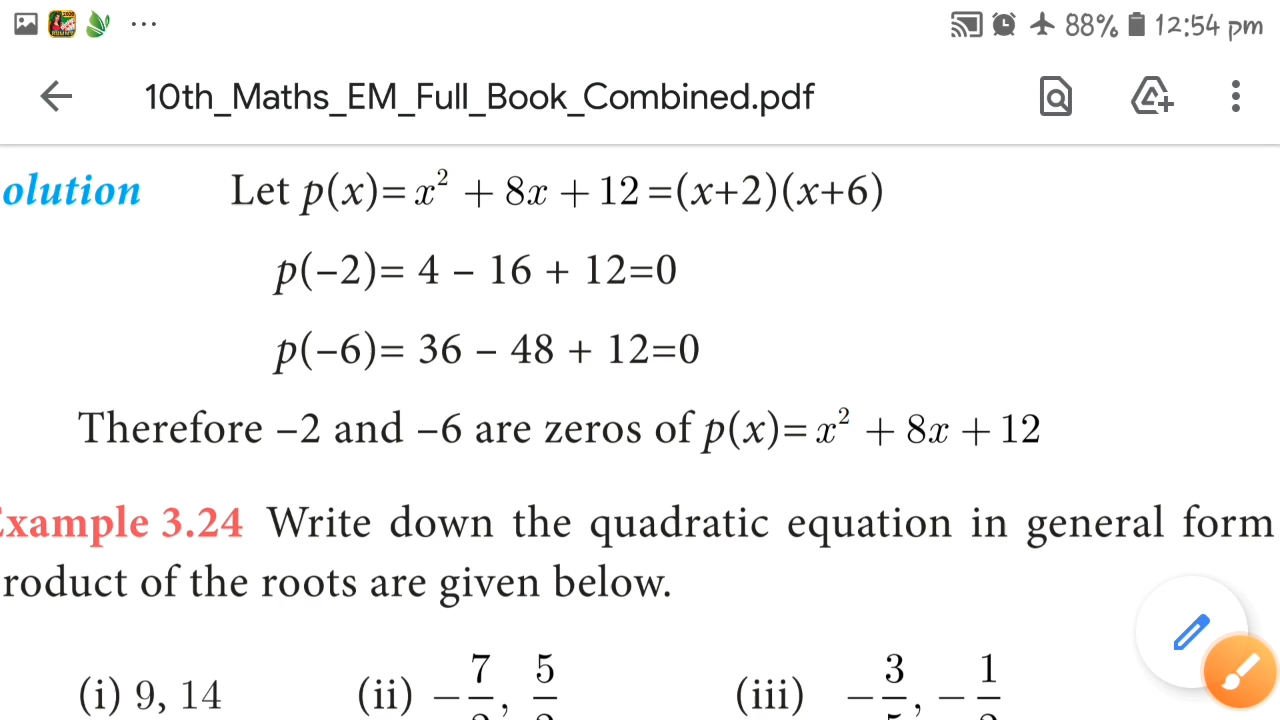 88% 12:54 pm
10th_Maths_EM_Full_Book_Combined.pdf
olution Let p(x)= x² + 8x + 12 =(x+2)(x+6)
p(−2)= 4 − 16 + 12=0
p(−6)= 36 − 48 + 12=0
Therefore −2 and −6 are zeros of p(x)= x² + 8x + 12
xample 3.24 Write down the quadratic equation in general form
roduct of the roots are given below.
(i) 9, 14 (ii) −7/, 5/ (iii) −3/, −1/